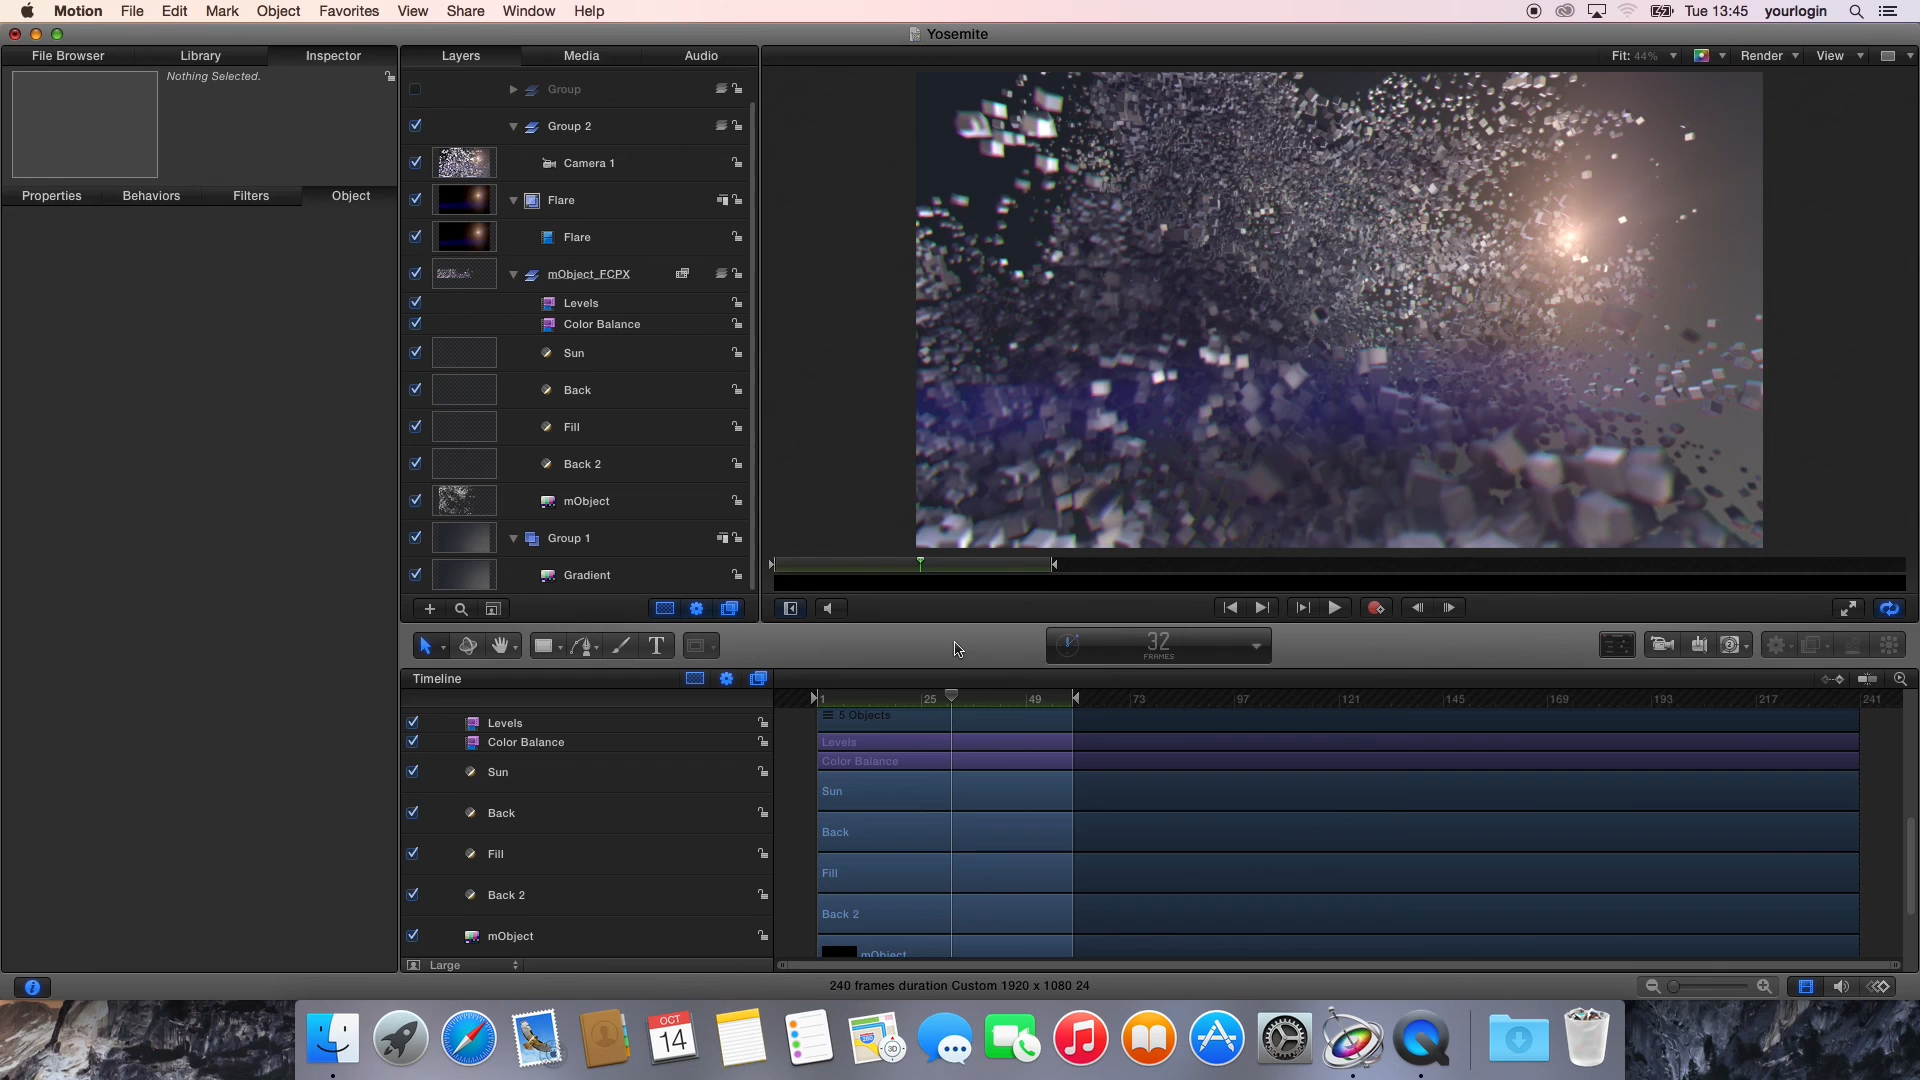 Motion File Edit Mark Object Favorites View Share Window Help Tue 13:45 yourlogin
Yosemite
File Browser Library Inspector Layers Media Audio Fit: 44% Render View
Nothing Selected.
Properties Behaviors Filters Object
Group
Group 2
Camera 1
Flare
Flare
mObject_FCPX
Levels
Color Balance
Sun
Back
Fill
Back 2
mObject
Group 1
Gradient
T
32
FRAMES
Timeline
1 25 49 73 97 121 145 169 193 217 241
5 Objects
Levels Levels
Color Balance Color Balance
Sun Sun
Back Back
Fill Fill
Back 2 Back 2
mObject mObject
Large
240 frames duration Custom 1920 x 1080 24
OCT
14
280
3D